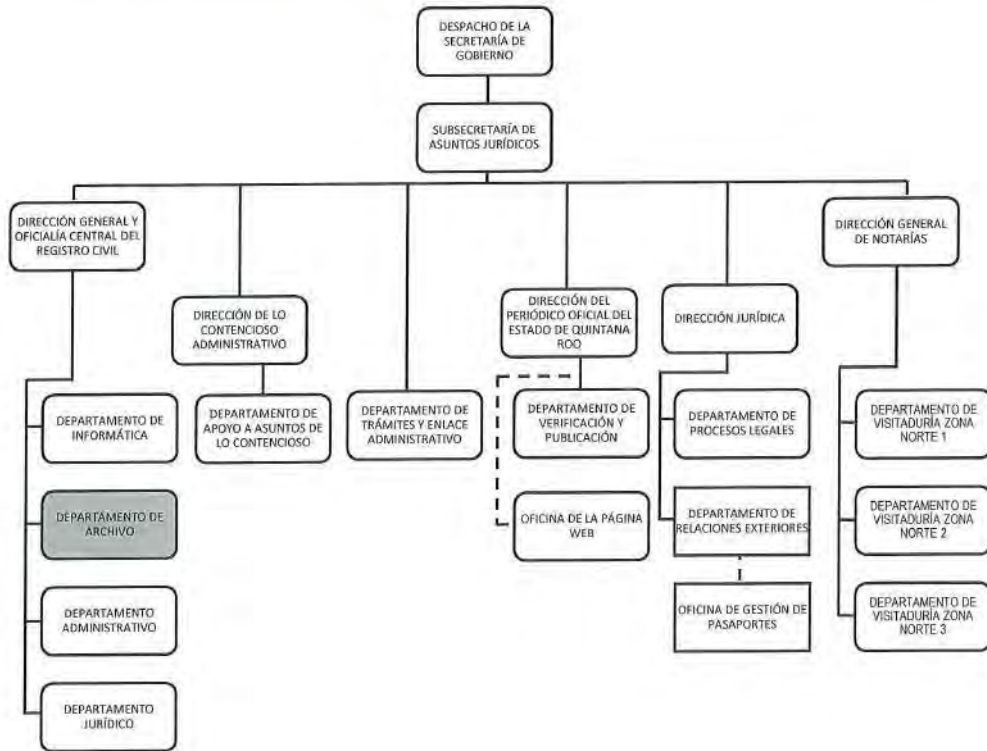 DESPACHO DE LA
SECRETARÍA DE
GOBIERNO
SUBSECRETARÍA DE
ASUNTOS JURÍDICOS
DIRECCIÓN GENERAL Y
OFICIALÍA CENTRAL DEL
REGISTRO CIVIL
DIRECCIÓN GENERAL
DE NOTARÍAS
DIRECCIÓN DE LO
CONTENCIOSO
ADMINISTRATIVO
DIRECCIÓN DEL
PERIÓDICO OFICIAL DEL
ESTADO DE QUINTANA
ROO
DIRECCIÓN JURÍDICA
DEPARTAMENTO DE
INFORMÁTICA
DEPARTAMENTO DE
APOYO A ASUNTOS DE
LO CONTENCIOSO
DEPARTAMENTO DE
TRÁMITES Y ENLACE
ADMINISTRATIVO
DEPARTAMENTO DE
VERIFICACIÓN Y
PUBLICACIÓN
DEPARTAMENTO DE
PROCESOS LEGALES
DEPARTAMENTO DE
VISITADURÍA ZONA
NORTE 1
DEPARTAMENTO DE
ARCHIVO
OFICINA DE LA PÁGINA
WEB
DEPARTAMENTO DE
RELACIONES EXTERIORES
DEPARTAMENTO DE
VISITADURÍA ZONA
NORTE 2
DEPARTAMENTO
ADMINISTRATIVO
OFICINA DE GESTIÓN DE
PASAPORTES
DEPARTAMENTO DE
VISITADURÍA ZONA
NORTE 3
DEPARTAMENTO
JURÍDICO